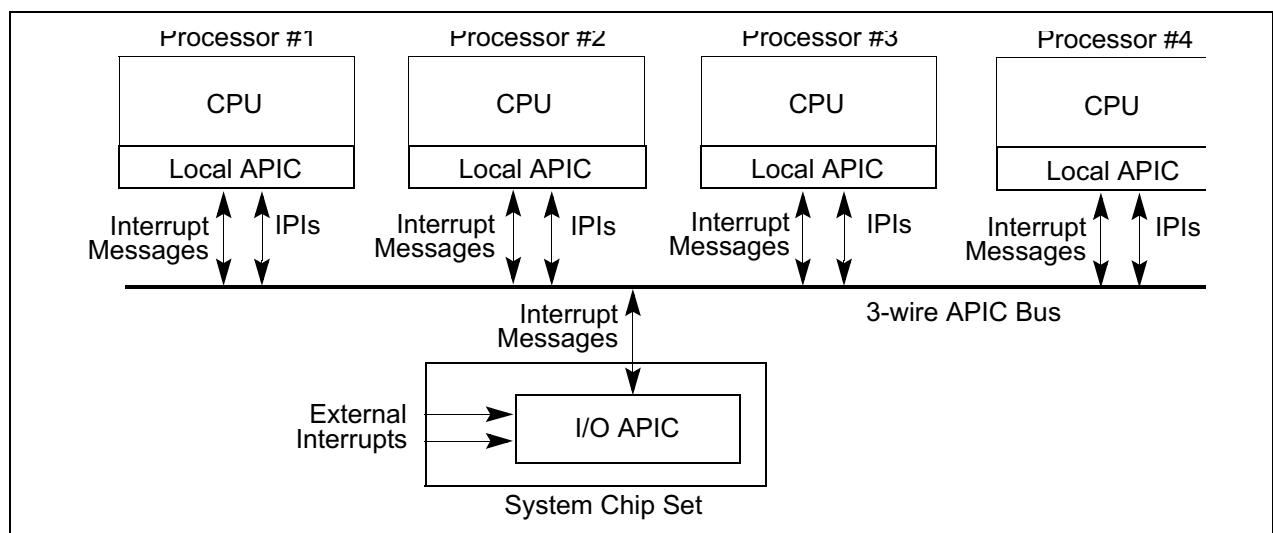 Processor #1 Processor #2 Processor #3 Processor #4
CPU CPU CPU CPU
Local APIC Local APIC Local APIC Local APIC
Interrupt
Messages
IPIs
Interrupt
Messages
IPIs
Interrupt
Messages
IPIs
Interrupt
Messages
IPIs
Interrupt
Messages
3-wire APIC Bus
External
Interrupts
I/O APIC
System Chip Set